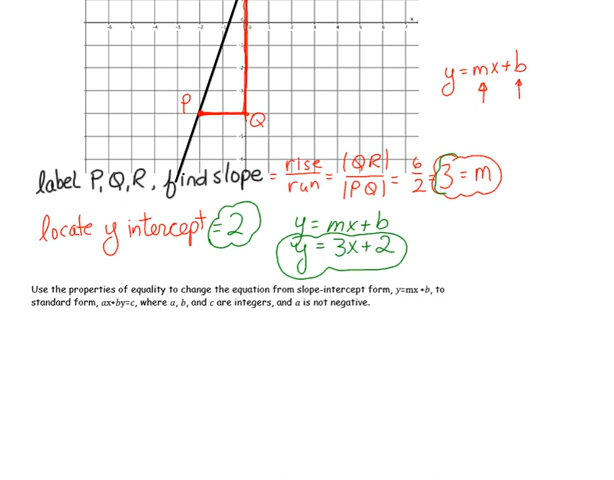 y=mx+b
P
Q
label P, Q, R, find slope = rise/run = |QR|/|PQ| = 6/2 = 3 = m
locate y intercept = 2
y = mx+b
y = 3x+2
Use the properties of equality to change the equation from slope-intercept form, y=mx +b, to
standard form, ax+by=c, where a, b, and c are integers, and a is not negative.